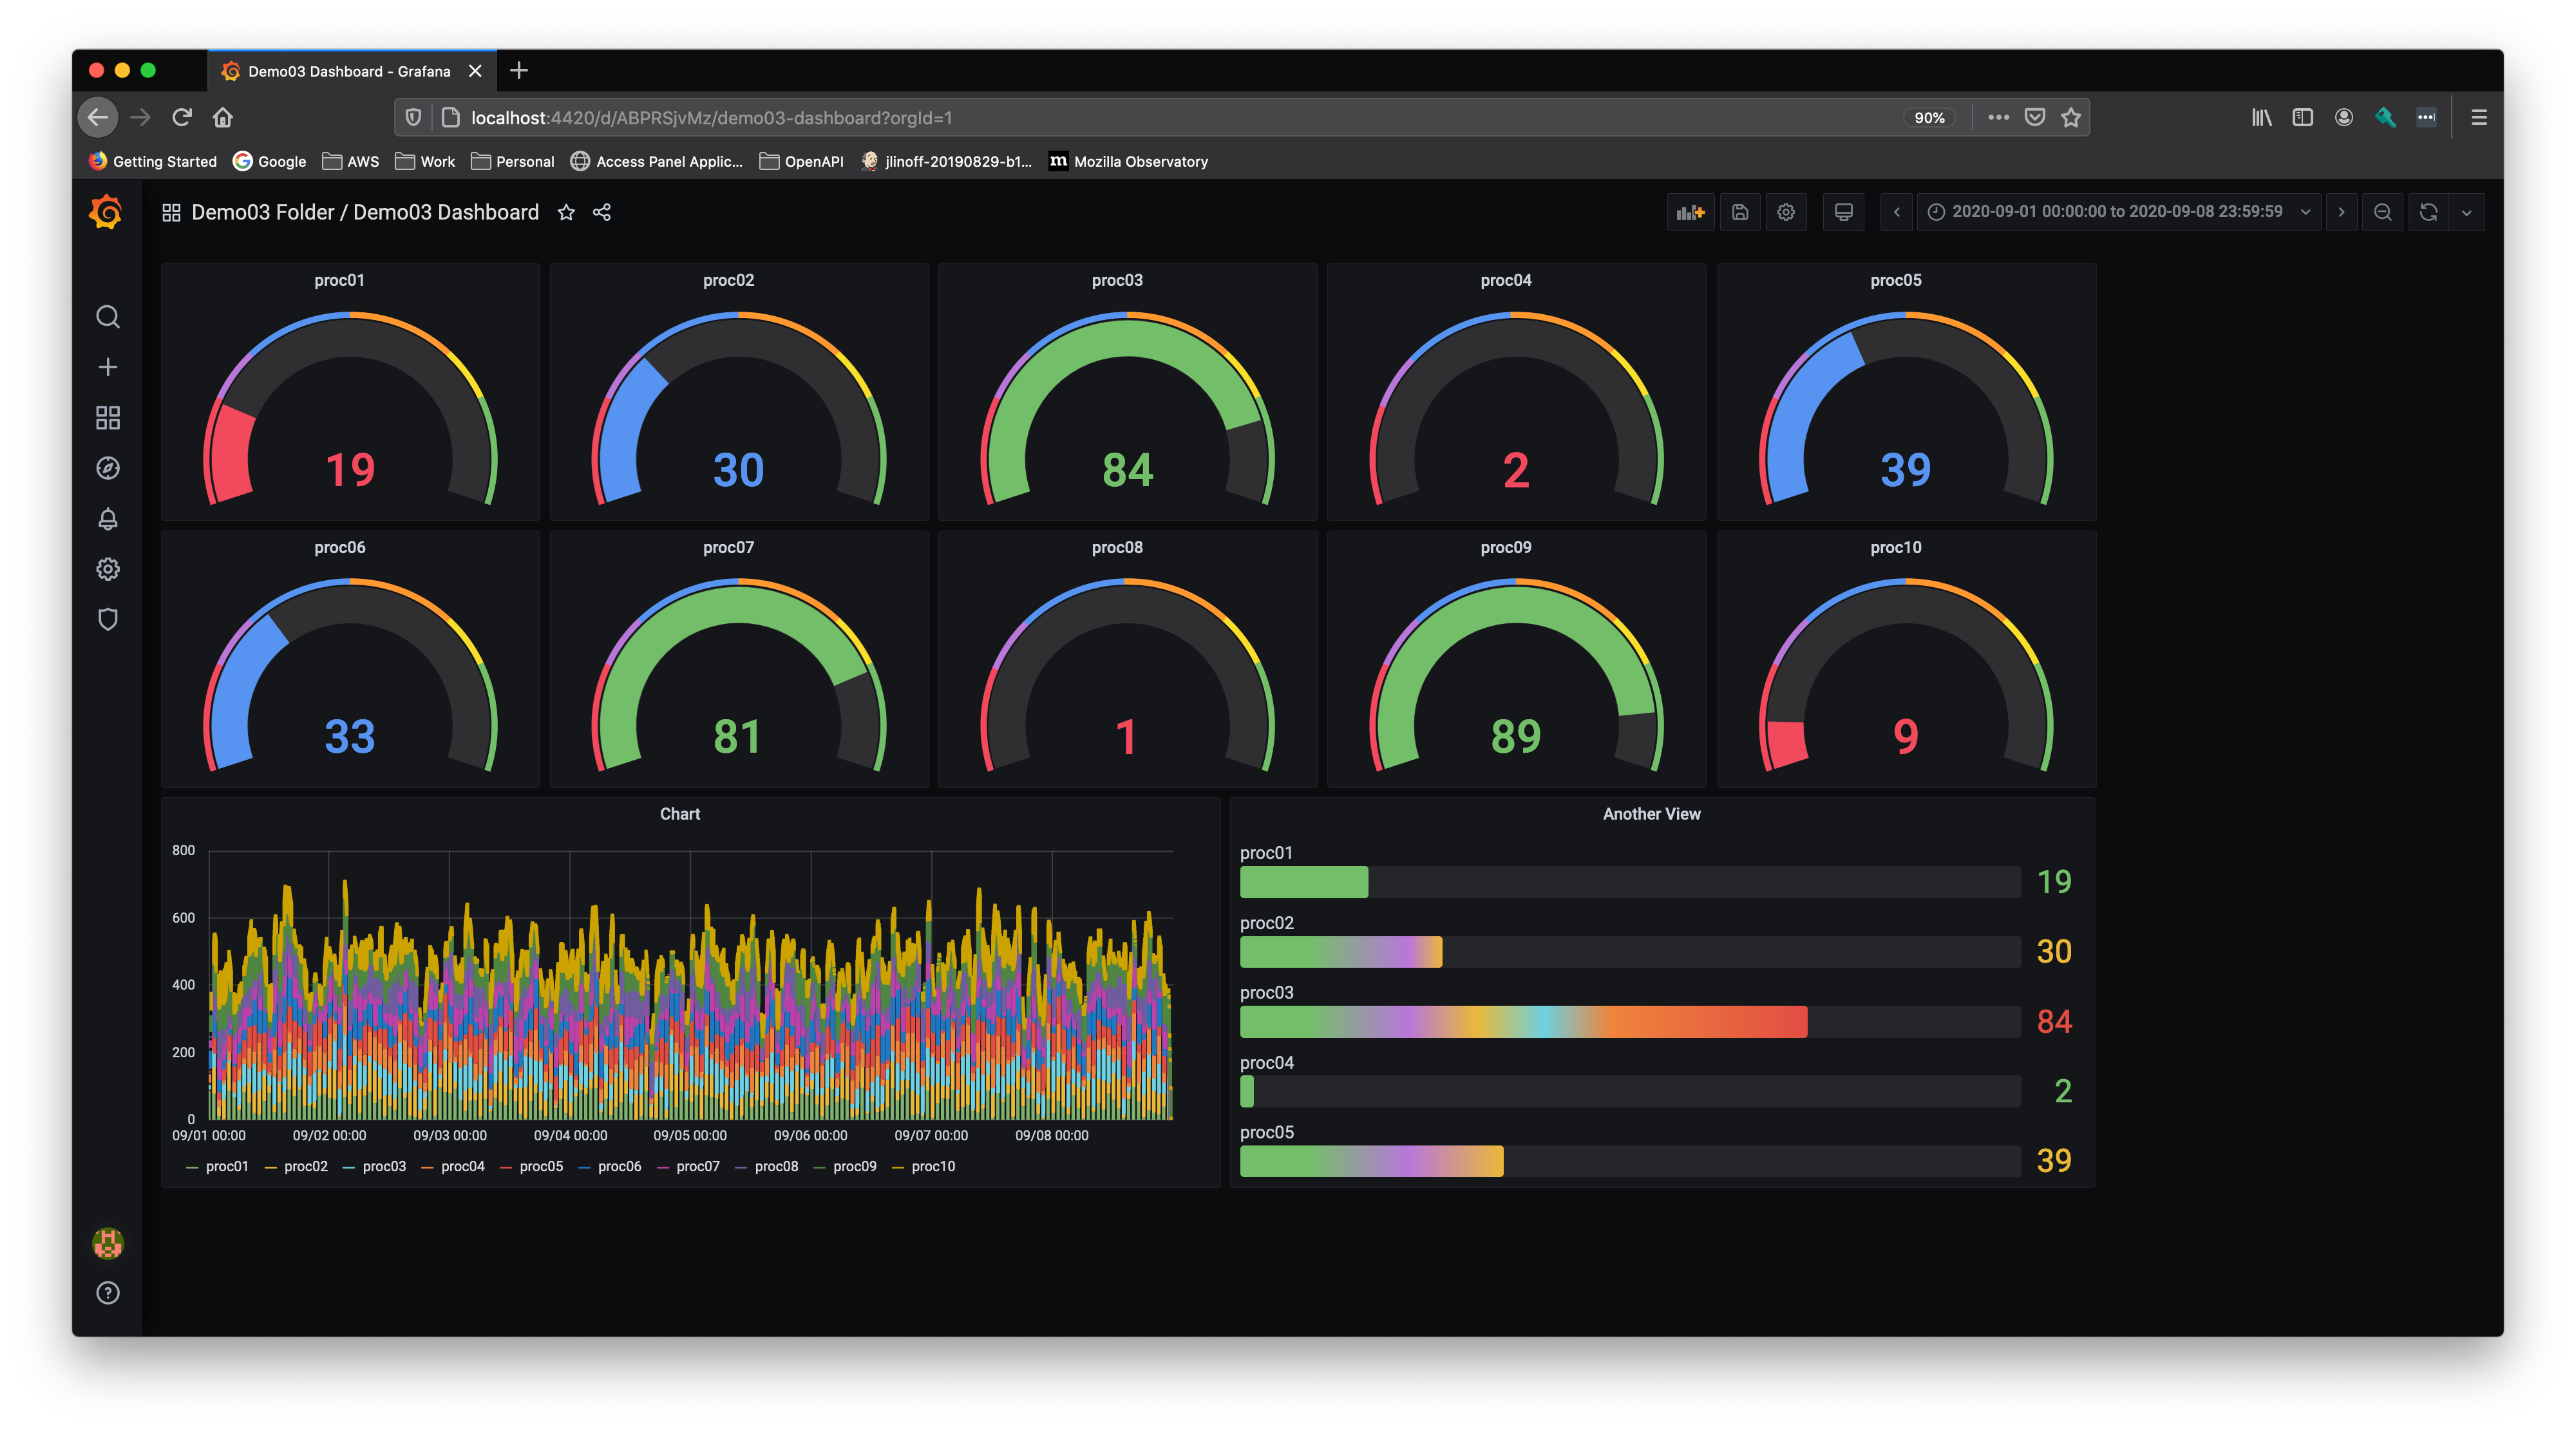 Demo03 Dashboard - Grafana
localhost:4420/d/ABPRSjvMz/demo03-dashboard?orgId=1 90%
Getting Started Google AWS Work Personal Access Panel Applic... OpenAPI jlinoff-20190829-b1... m Mozilla Observatory
Demo03 Folder / Demo03 Dashboard 2020-09-01 00:00:00 to 2020-09-08 23:59:59
proc01 proc02 proc03 proc04 proc05
19 30 84 2 39
proc06 proc07 proc08 proc09 proc10
33 81 1 89 9
Chart
800
600
400
200
0
09/01 00:00 09/02 00:00 09/03 00:00 09/04 00:00 09/05 00:00 09/06 00:00 09/07 00:00 09/08 00:00
proc01 proc02 proc03 proc04 proc05 proc06 proc07 proc08 proc09 proc10
Another View
proc01
19
proc02
30
proc03
84
proc04
2
proc05
39